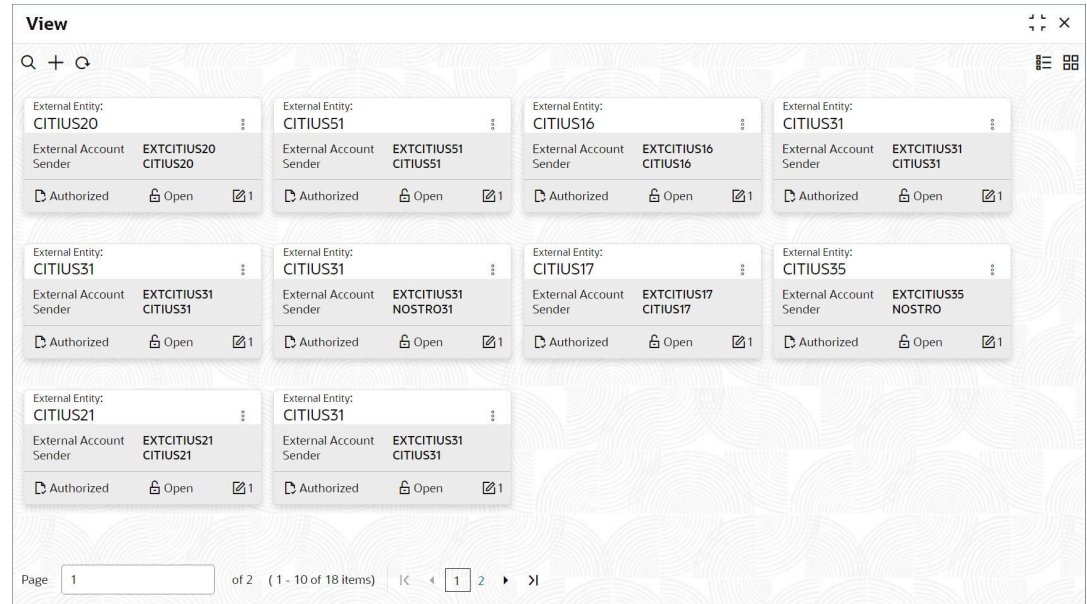 View
External Entity:
CITIUS20
External Account EXTCITIUS20
Sender CITIUS20
Authorized Open 1
External Entity:
CITIUS51
External Account EXTCITIUS51
Sender CITIUS51
Authorized Open 1
External Entity:
CITIUS16
External Account EXTCITIUS16
Sender CITIUS16
Authorized Open 1
External Entity:
CITIUS31
External Account EXTCITIUS31
Sender CITIUS31
Authorized Open 1
External Entity:
CITIUS31
External Account EXTCITIUS31
Sender CITIUS31
Authorized Open 1
External Entity:
CITIUS31
External Account EXTCITIUS31
Sender NOSTRO31
Authorized Open 1
External Entity:
CITIUS17
External Account EXTCITIUS17
Sender CITIUS17
Authorized Open 1
External Entity:
CITIUS35
External Account EXTCITIUS35
Sender NOSTRO
Authorized Open 1
External Entity:
CITIUS21
External Account EXTCITIUS21
Sender CITIUS21
Authorized Open 1
External Entity:
CITIUS31
External Account EXTCITIUS31
Sender CITIUS31
Authorized Open 1
Page 1 of 2 (1 - 10 of 18 items) 1 2